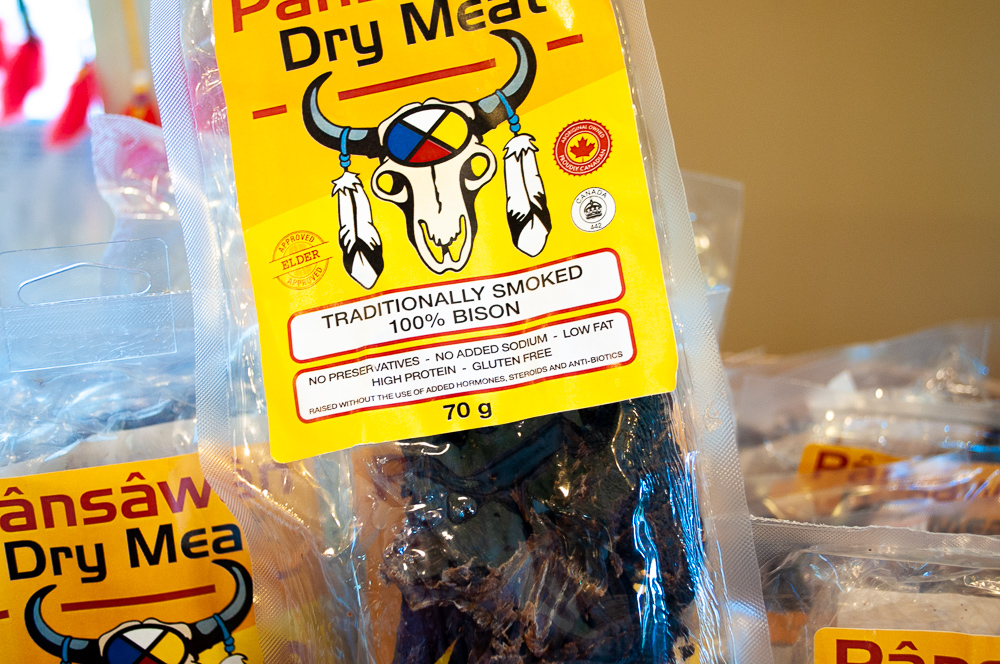 Dry Meat
ABORIGINAL OWNED
PROUDLY CANADIAN
CANADA
442
APPROVED
ELDER
APPROVED
TRADITIONALLY SMOKED
100% BISON
NO PRESERVATIVES - NO ADDED SODIUM - LOW FAT
HIGH PROTEIN - GLUTEN FREE
RAISED WITHOUT THE USE OF ADDED HORMONES, STEROIDS AND ANTI-BIOTICS
70 g
ânsâw
Dry Mea
Pânsâw
Pâns